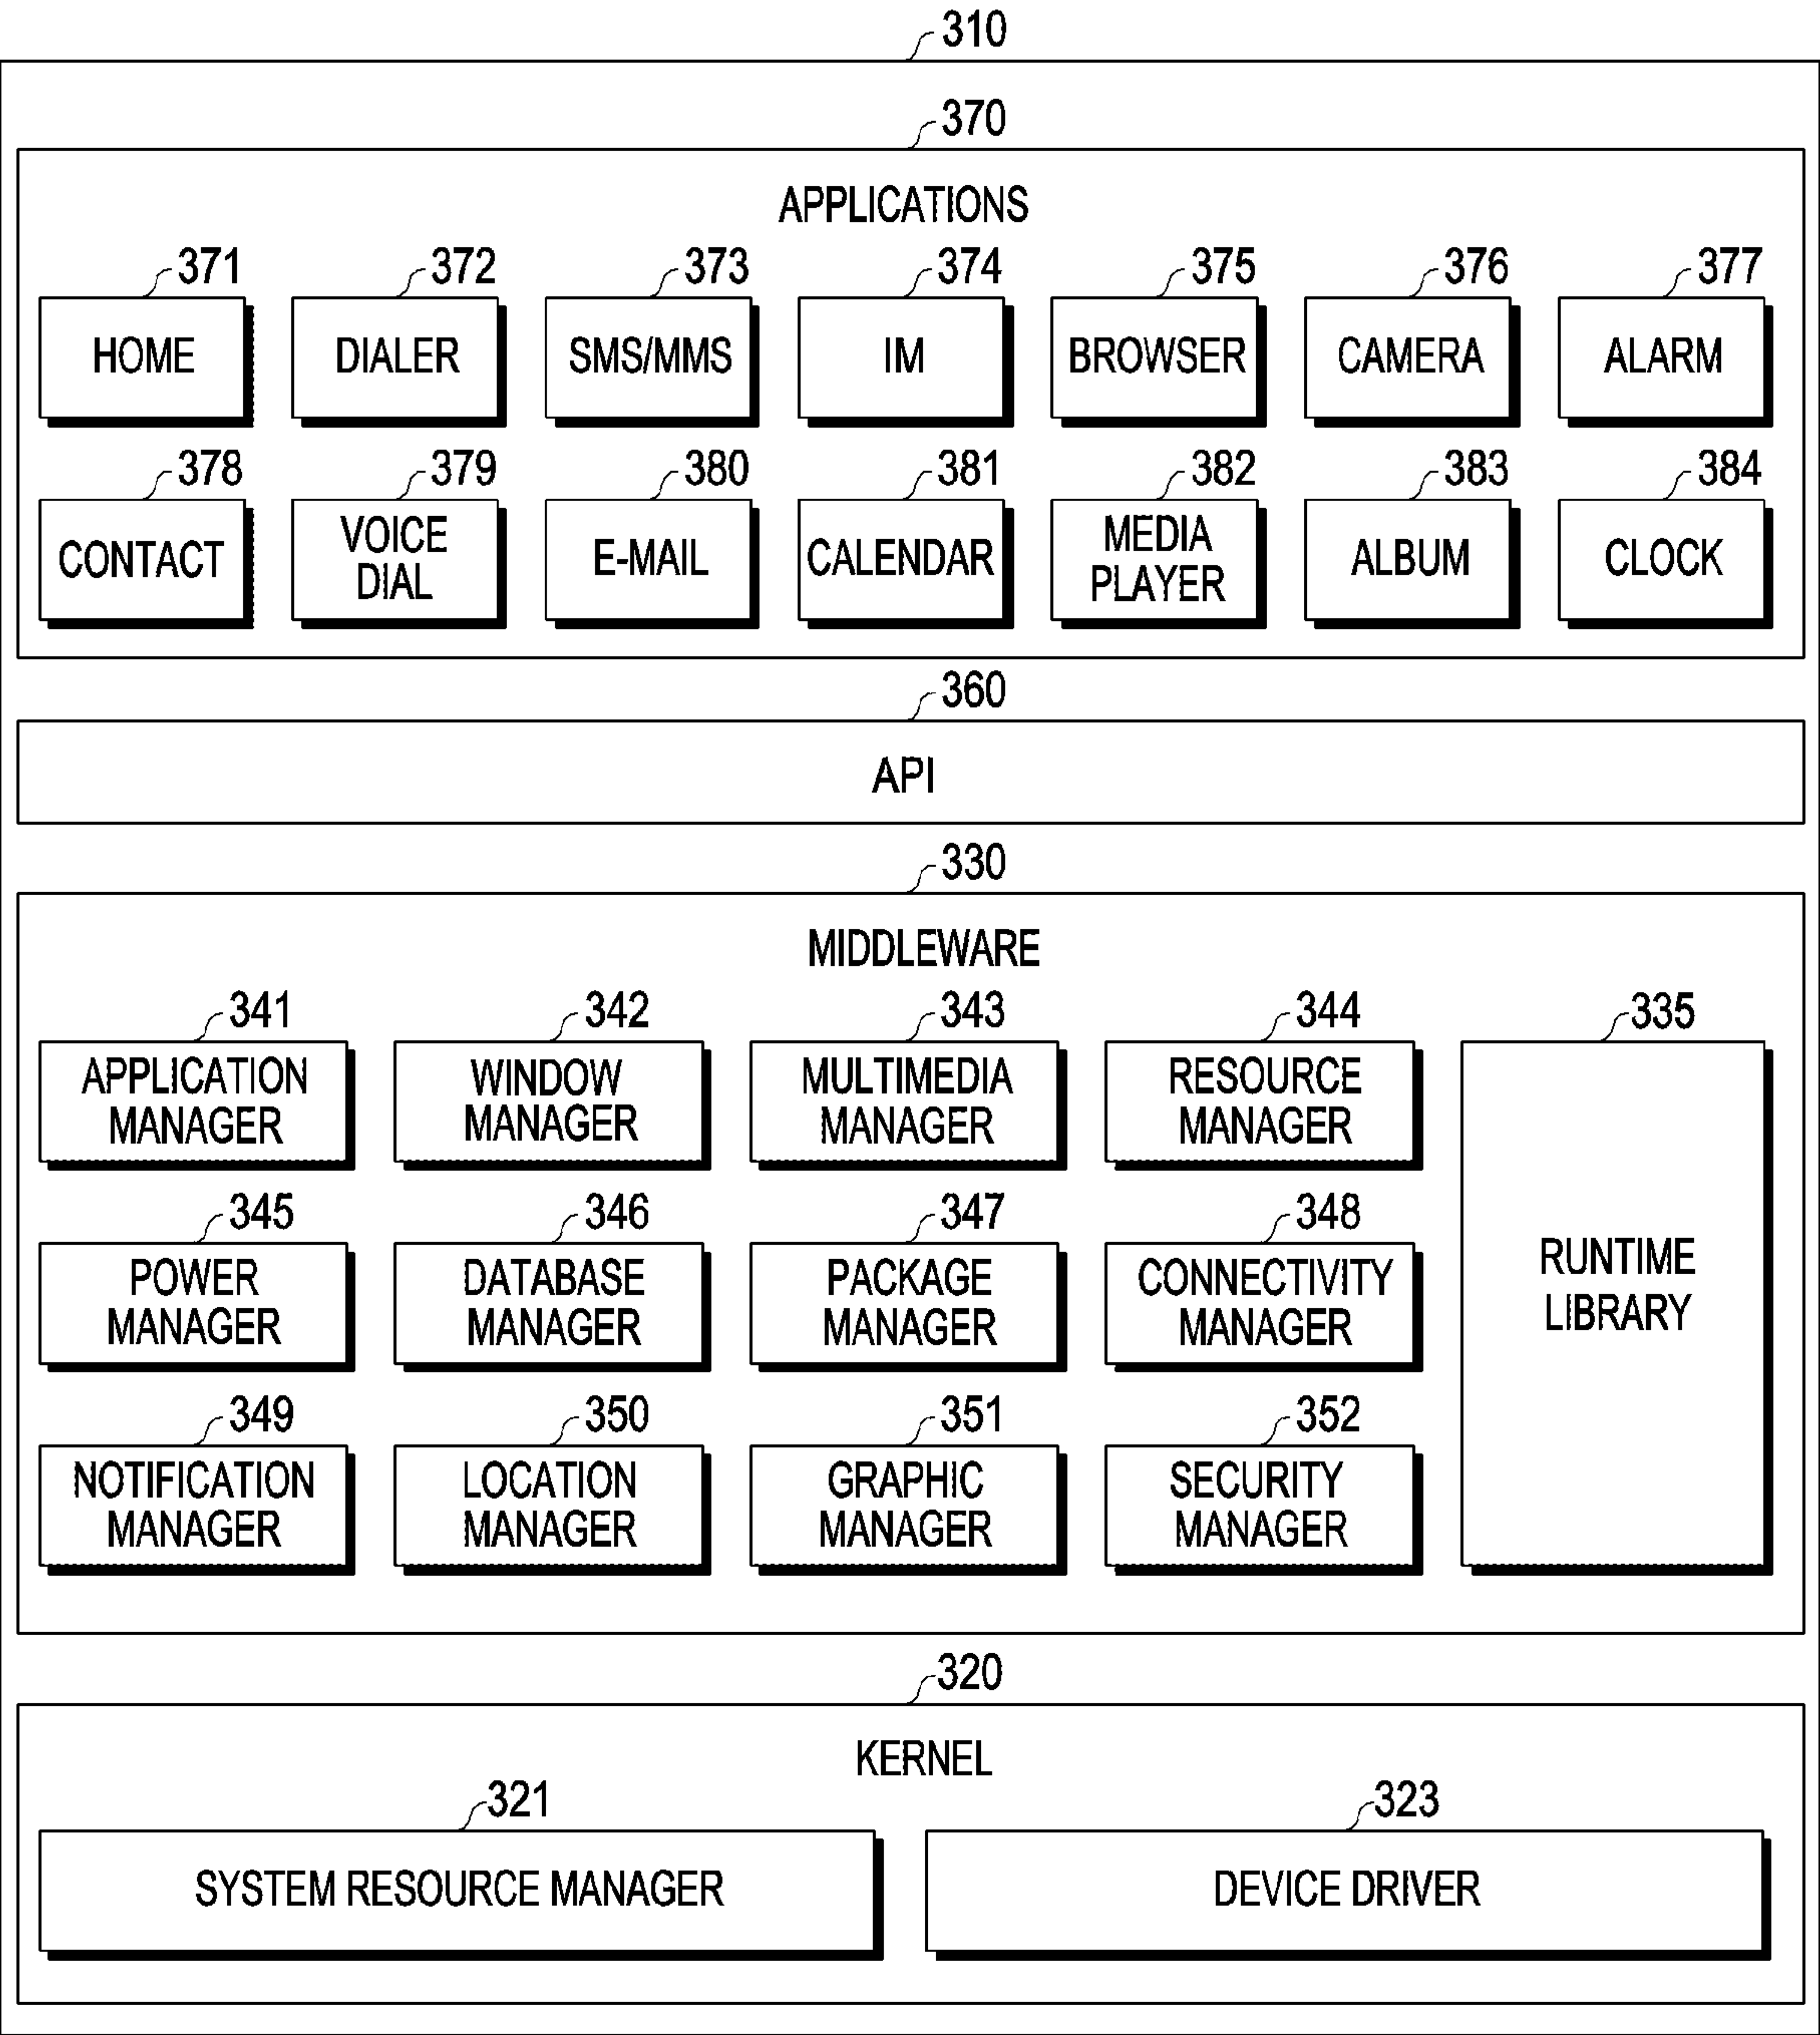 310
370
APPLICATIONS
371 372 373 374 375 376 377
HOME DIALER SMS/MMS IM BROWSER CAMERA ALARM
378 379 380 381 382 383 384
CONTACT VOICE DIAL E-MAIL CALENDAR MEDIA PLAYER ALBUM CLOCK
360
API
330
MIDDLEWARE
341 342 343 344 335
APPLICATION MANAGER WINDOW MANAGER MULTIMEDIA MANAGER RESOURCE MANAGER
345 346 347 348
POWER MANAGER DATABASE MANAGER PACKAGE MANAGER CONNECTIVITY MANAGER
RUNTIME LIBRARY
349 350 351 352
NOTIFICATION MANAGER LOCATION MANAGER GRAPHIC MANAGER SECURITY MANAGER
320
KERNEL
321 323
SYSTEM RESOURCE MANAGER DEVICE DRIVER